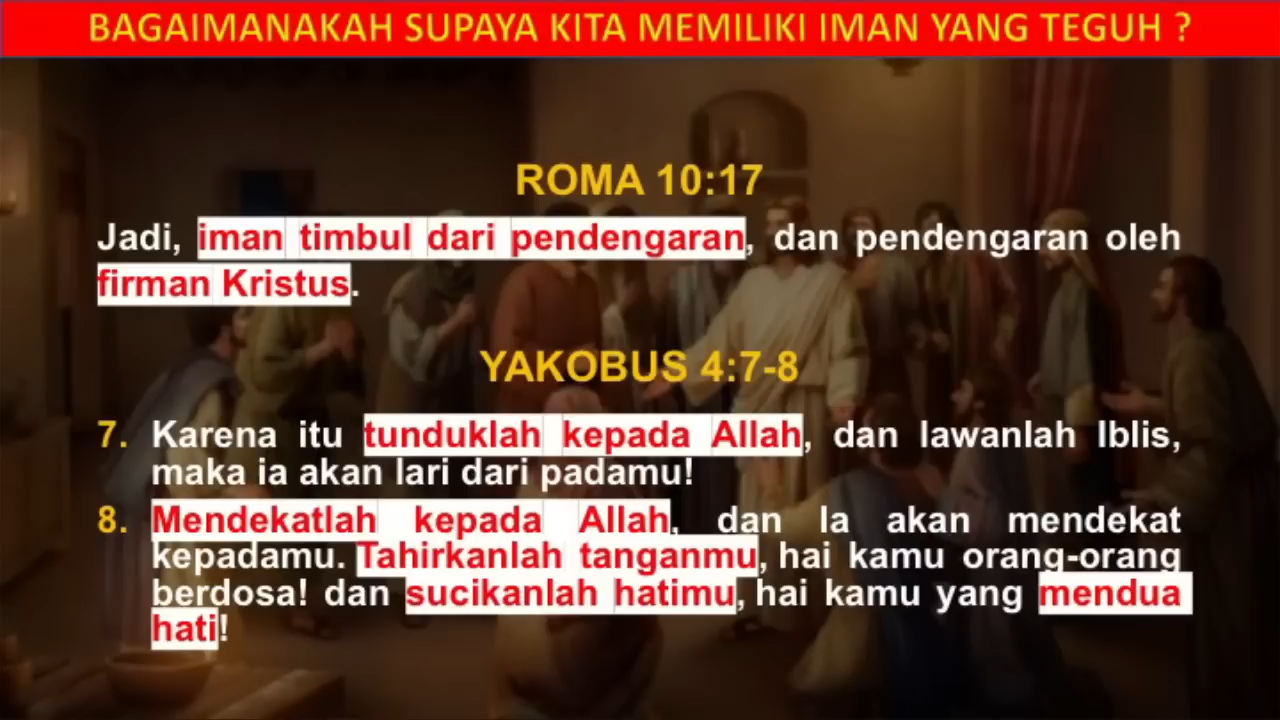 BAGAIMANAKAH SUPAYA KITA MEMILIKI IMAN YANG TEGUH ?
ROMA 10:17
Jadi, iman timbul dari pendengaran, dan pendengaran oleh
firman Kristus.
YAKOBUS 4:7-8
7. Karena itu tunduklah kepada Allah, dan lawanlah Iblis,
maka ia akan lari dari padamu!
8. Mendekatlah kepada Allah, dan Ia akan mendekat
kepadamu. Tahirkanlah tanganmu, hai kamu orang-orang
berdosa! dan sucikanlah hatimu, hai kamu yang mendua
hati!